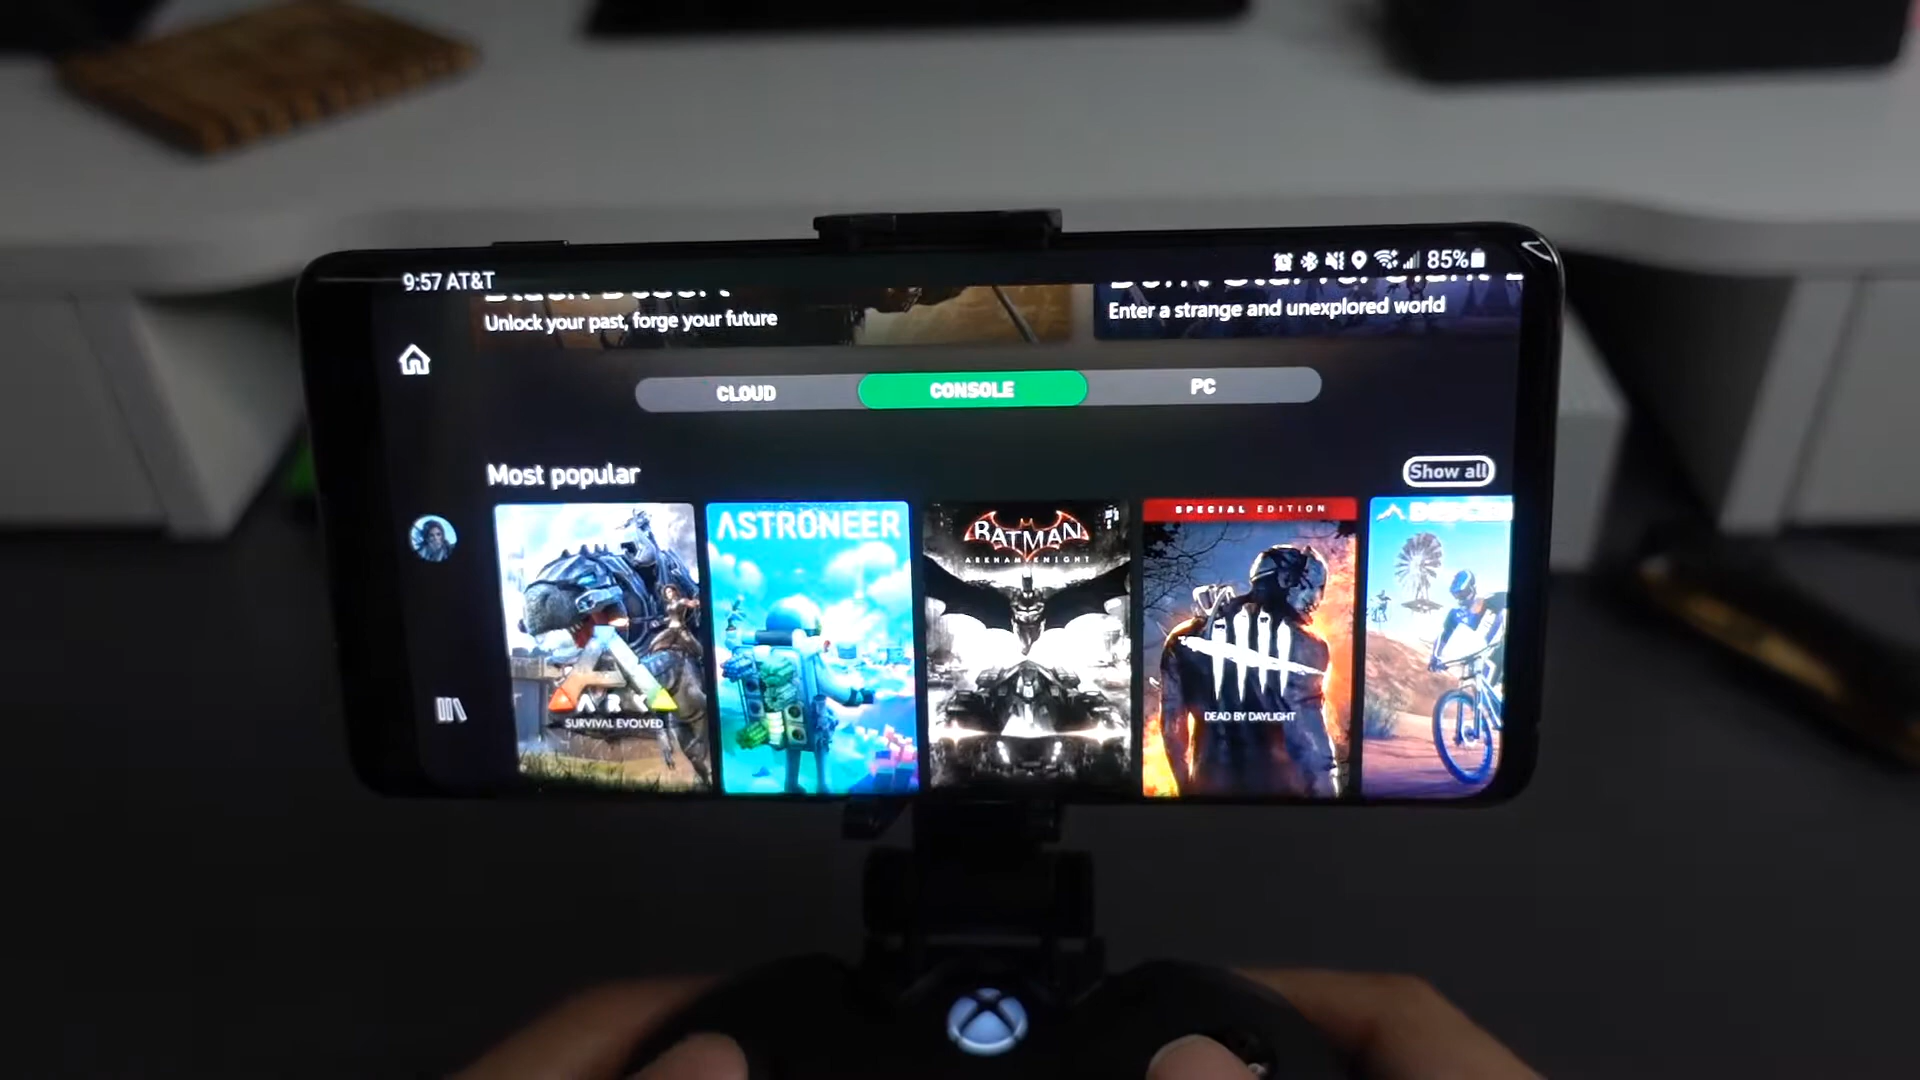 9:57 AT&T
85%
Unlock your past, forge your future
Enter a strange and unexplored world
CLOUD
CONSOLE
PC
Most popular
Show all
ARK
SURVIVAL EVOLVED
ASTRONEER
BATMAN
ARKHAM KNIGHT
SPECIAL EDITION
DEAD BY DAYLIGHT